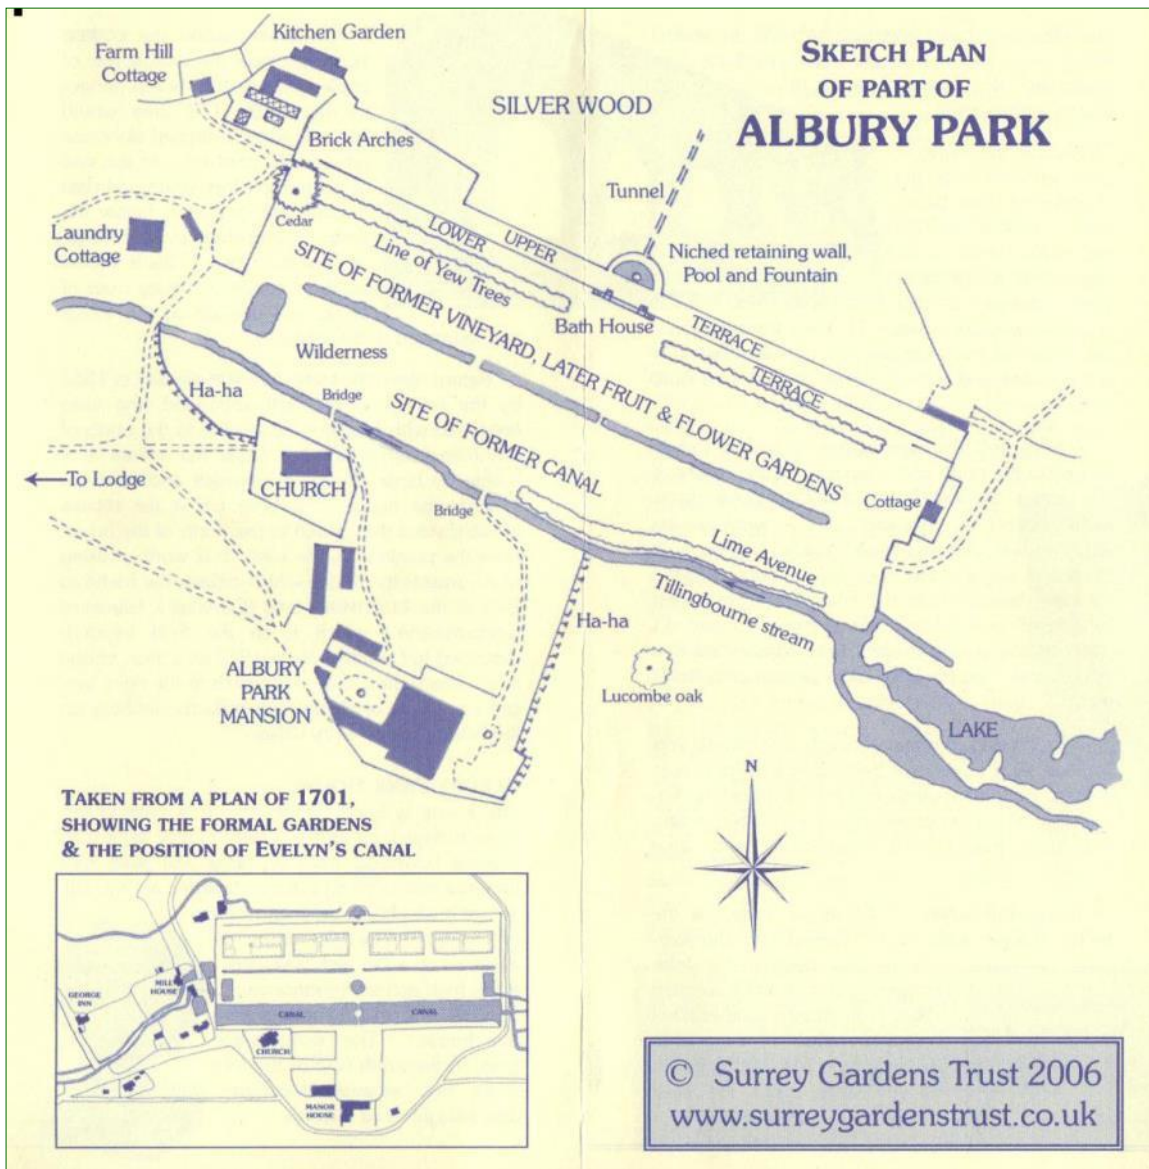 SKETCH PLAN
OF PART OF
ALBURY PARK
Kitchen Garden
Farm Hill
Cottage
SILVER WOOD
Brick Arches
Tunnel
Cedar
Laundry
Cottage
LOWER
UPPER
Niched retaining wall,
Pool and Fountain
Line of Yew Trees
SITE OF FORMER VINEYARD, LATER FRUIT & FLOWER GARDENS
Bath House
TERRACE
TERRACE
Wilderness
Ha-ha
Bridge
SITE OF FORMER CANAL
To Lodge
CHURCH
Bridge
Cottage
Lime Avenue
Tillingbourne stream
Ha-ha
ALBURY
PARK
MANSION
Lucombe oak
LAKE
N
TAKEN FROM A PLAN OF 1701,
SHOWING THE FORMAL GARDENS
& THE POSITION OF EVELYN'S CANAL
MILL
HOUSE
GEORGE
INN
CANAL
CANAL
CHURCH
MANOR
HOUSE
© Surrey Gardens Trust 2006
www.surreygardenstrust.co.uk